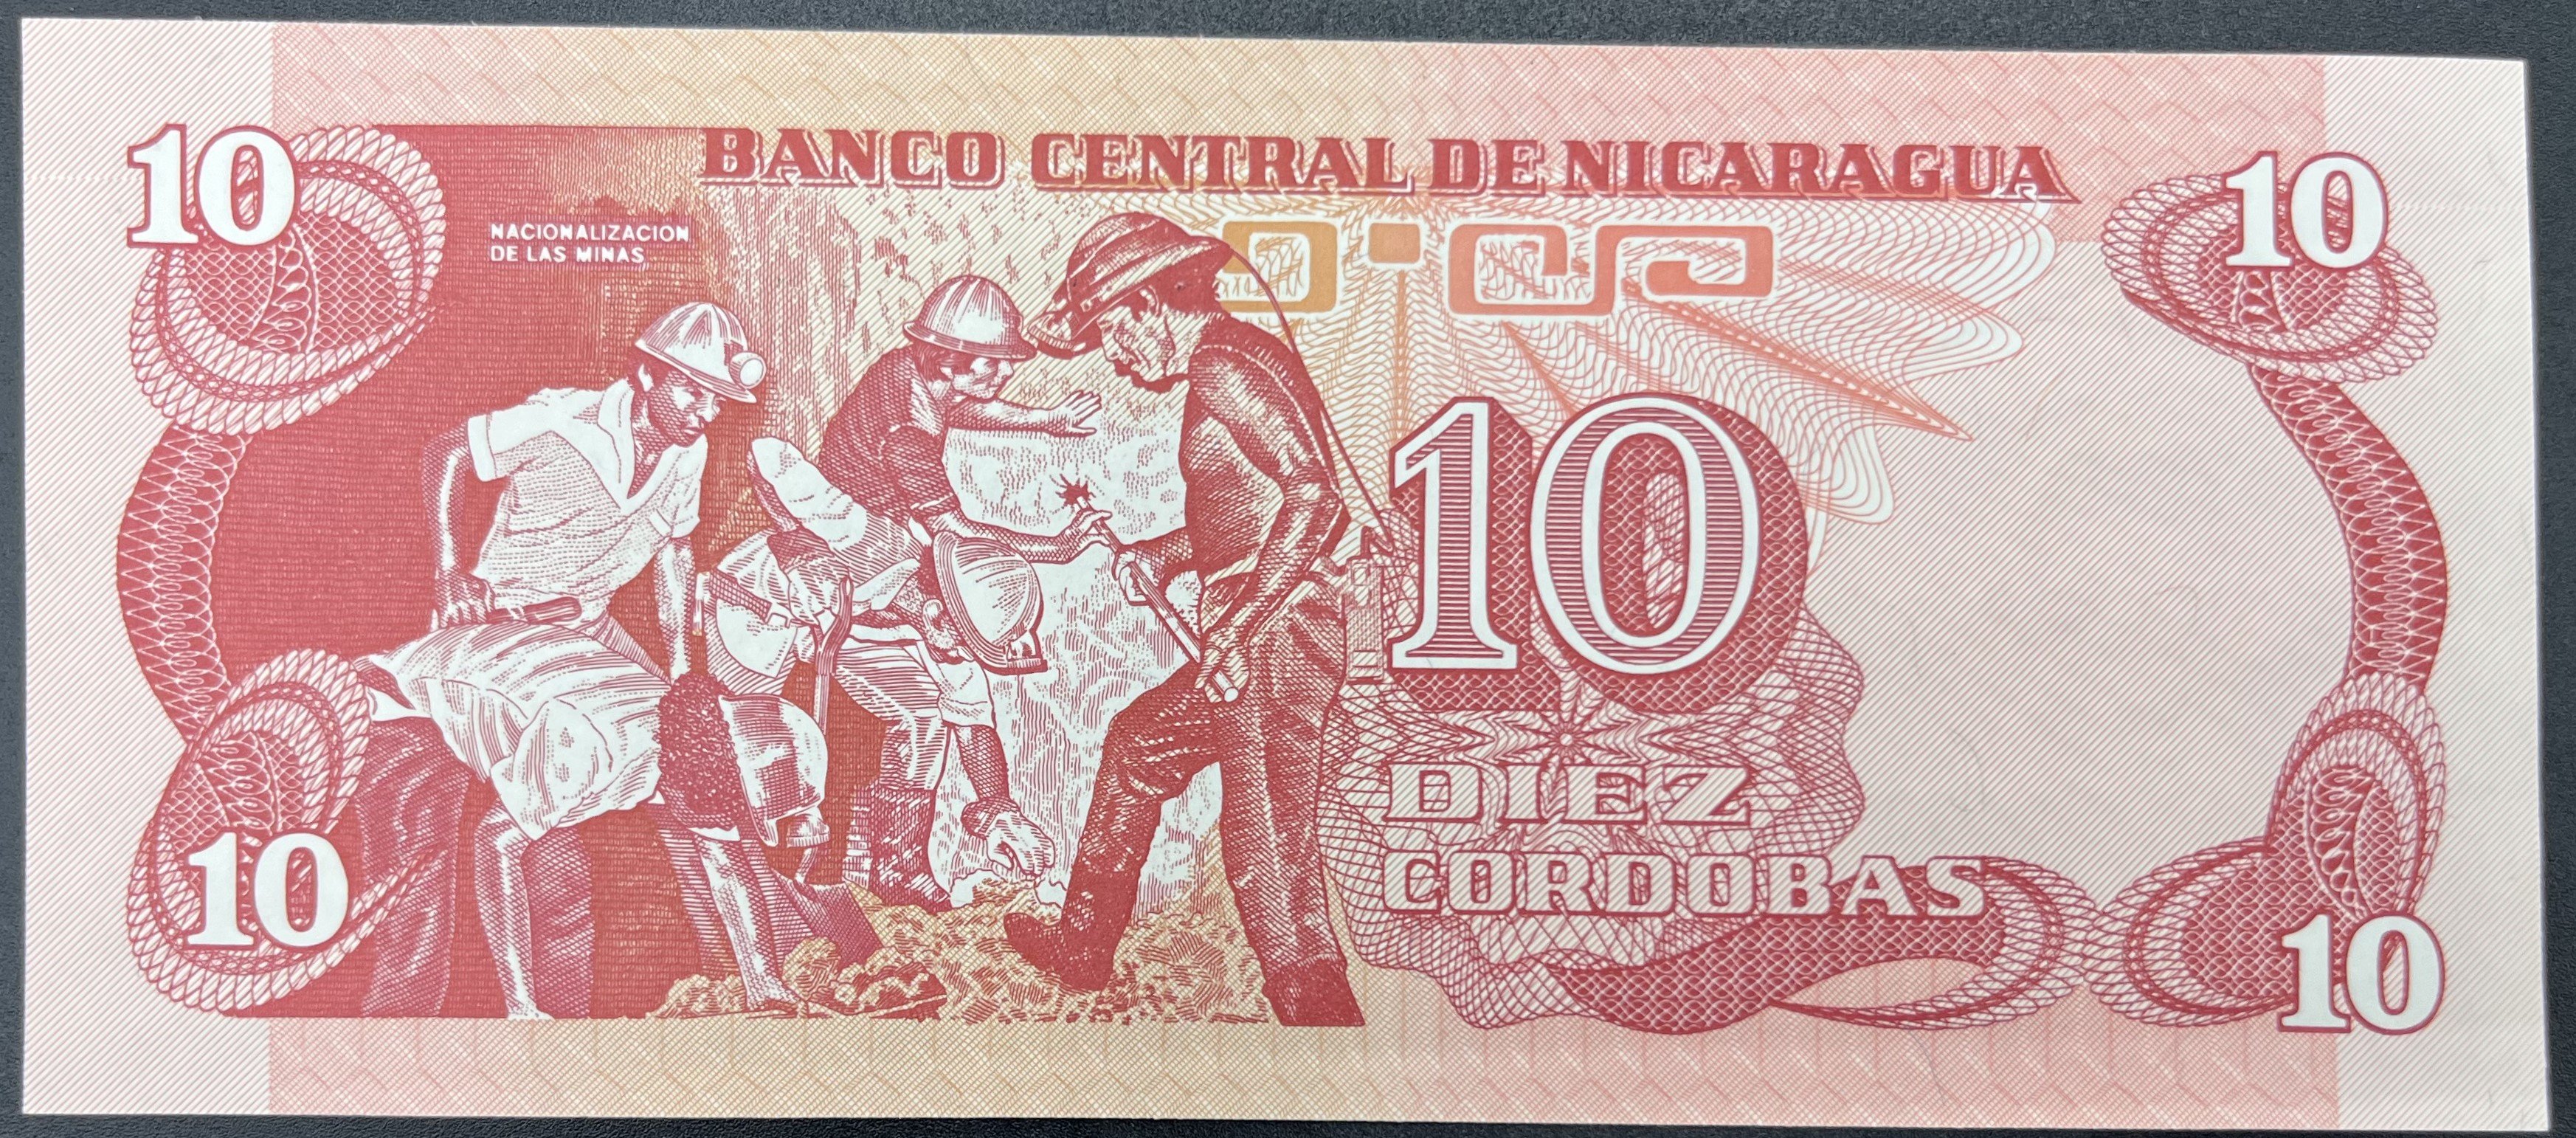 BANCO CENTRAL DE NICARAGUA
10
10
NACIONALIZACION
DE LAS MINAS
10
DIEZ
CORDOBAS
10
10